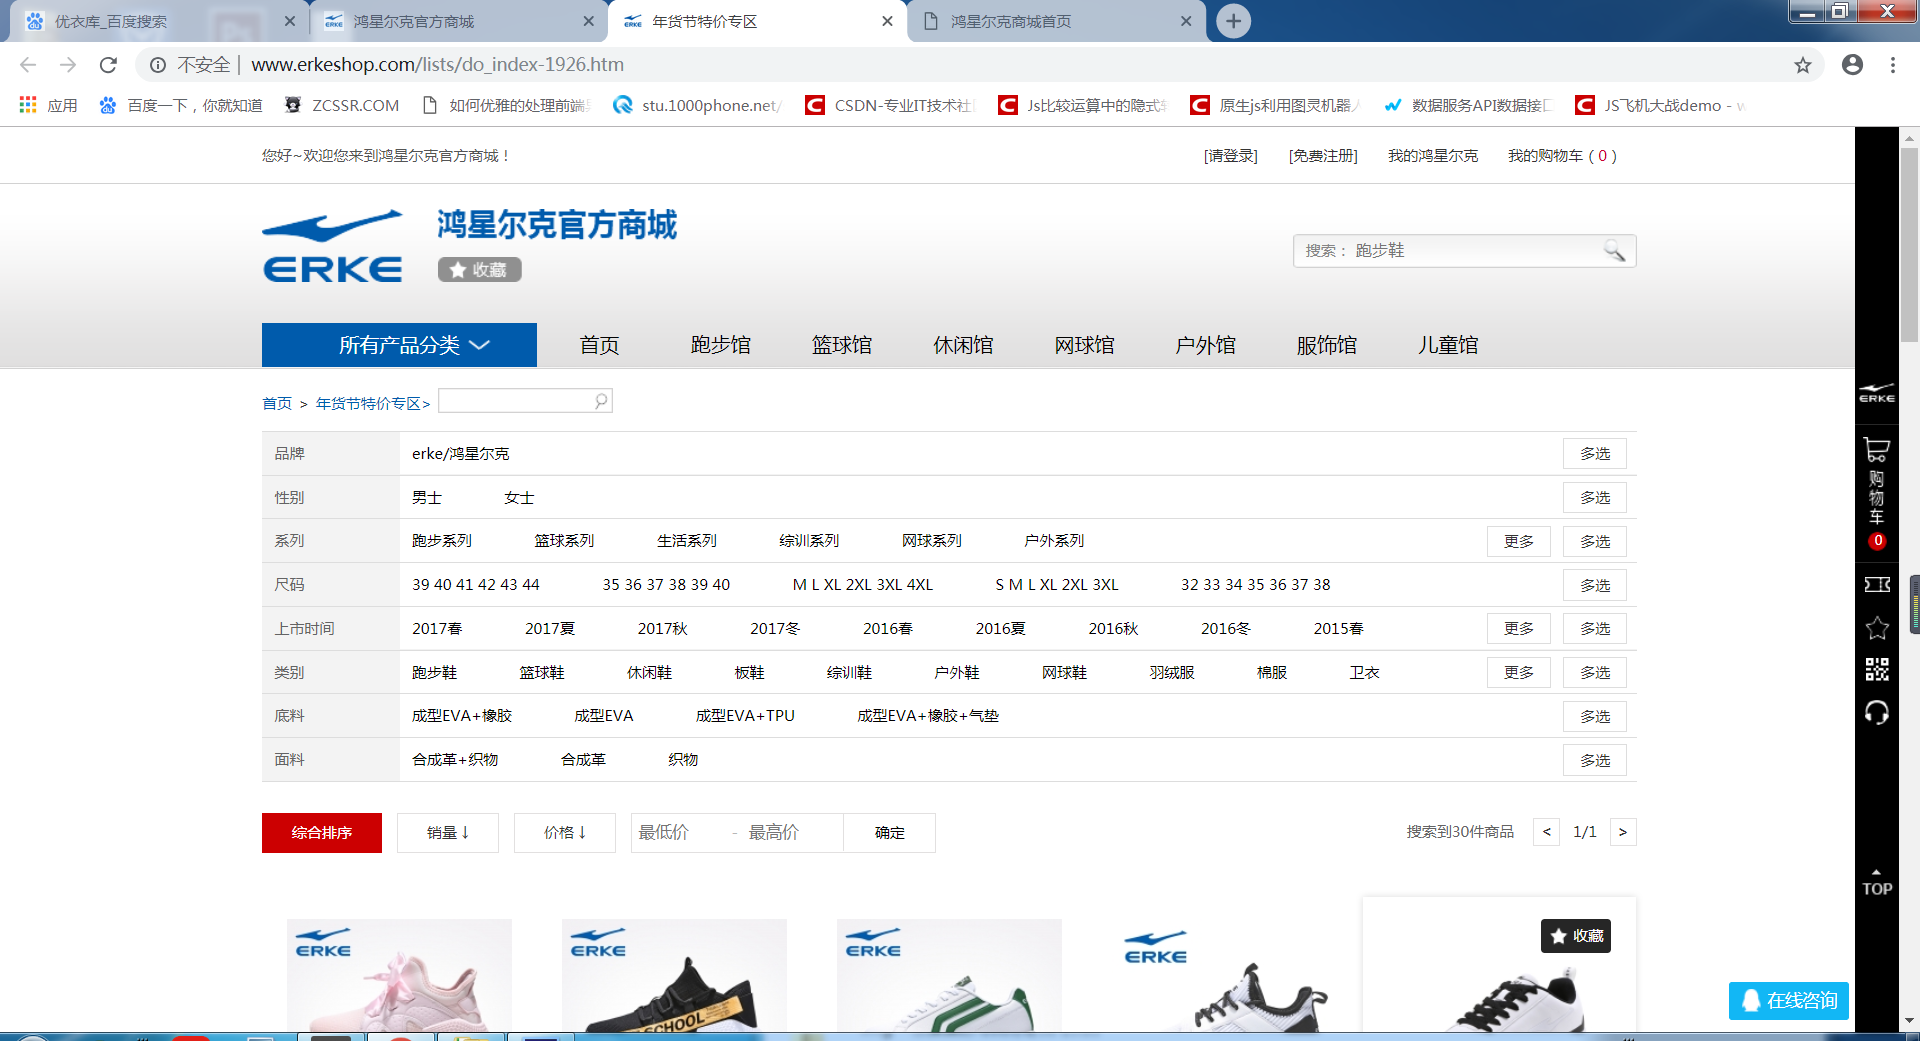 优衣库_百度搜索
鸿星尔克官方商城
年货节特价专区
鸿星尔克商城首页
不安全 | www.erkeshop.com/lists/do_index-1926.htm
应用
百度一下，你就知道
ZCSSR.COM
如何优雅的处理前端
stu.1000phone.net/
CSDN-专业IT技术社
Js比较运算中的隐式
原生js利用图灵机器
数据服务API数据接口
JS飞机大战demo - w
您好~欢迎您来到鸿星尔克官方商城！
[请登录] [免费注册] 我的鸿星尔克 我的购物车 ( 0 )
ERKE
鸿星尔克官方商城
收藏
搜索： 跑步鞋
所有产品分类 首页 跑步馆 篮球馆 休闲馆 网球馆 户外馆 服饰馆 儿童馆
首页 > 年货节特价专区>
品牌 erke/鸿星尔克 多选
性别 男士 女士 多选
系列 跑步系列 篮球系列 生活系列 综训系列 网球系列 户外系列 更多 多选
尺码 39 40 41 42 43 44 35 36 37 38 39 40 M L XL 2XL 3XL 4XL S M L XL 2XL 3XL 32 33 34 35 36 37 38 多选
上市时间 2017春 2017夏 2017秋 2017冬 2016春 2016夏 2016秋 2016冬 2015春 更多 多选
类别 跑步鞋 篮球鞋 休闲鞋 板鞋 综训鞋 户外鞋 网球鞋 羽绒服 棉服 卫衣 更多 多选
底料 成型EVA+橡胶 成型EVA 成型EVA+TPU 成型EVA+橡胶+气垫 多选
面料 合成革+织物 合成革 织物 多选
综合排序 销量↓ 价格↓ 最低价 - 最高价 确定
搜索到30件商品 < 1/1 >
ERKE
ERKE
ERKE
ERKE
收藏
SCHOOL
ERKE
购物车
0
TOP
在线咨询